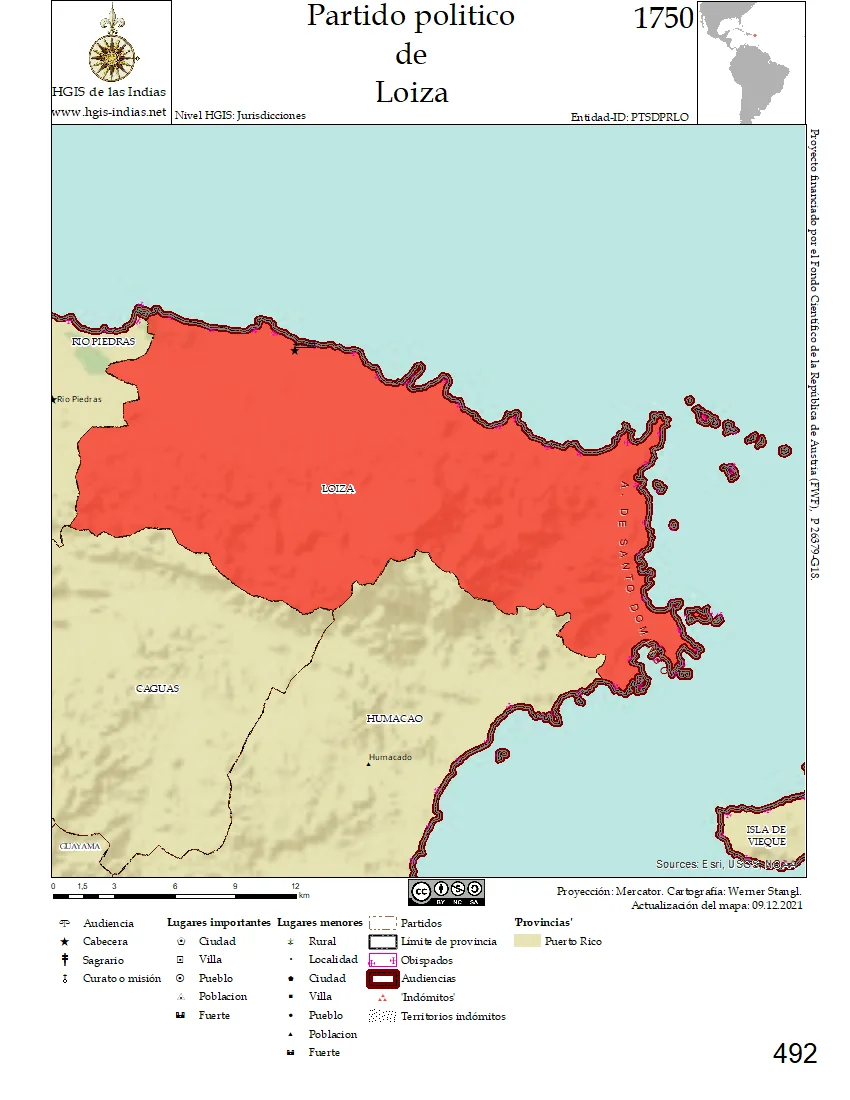 Partido politico
de
Loiza
1750
HGIS de las Indias
www.hgis-indias.net
Nivel HGIS: Jurisdicciones
Entidad-ID: PTSDPRLO
Proyecto financiado por el Fondo Científico de la República de Austria (FWF), P 26379-G18.
RIO PIEDRAS
Rio Piedras
LOIZA
A. DE SANTO DOM
CAGUAS
HUMACAO
Humacado
GUAYAMA
ISLA DE
VIEQUE
Sources: Esri, USGS, NOAA
0 1,5 3 6 9 12
km
CC BY NC SA
Proyección: Mercator. Cartografía: Werner Stangl.
Actualización del mapa: 09.12.2021
Audiencia
Cabecera
Sagrario
Curato o misión
Lugares importantes
Ciudad
Villa
Pueblo
Poblacion
Fuerte
Lugares menores
Rural
Localidad
Ciudad
Villa
Pueblo
Poblacion
Fuerte
Partidos
Límite de provincia
Obispados
Audiencias
'Indómitos'
Territorios indómitos
'Provincias'
Puerto Rico
492